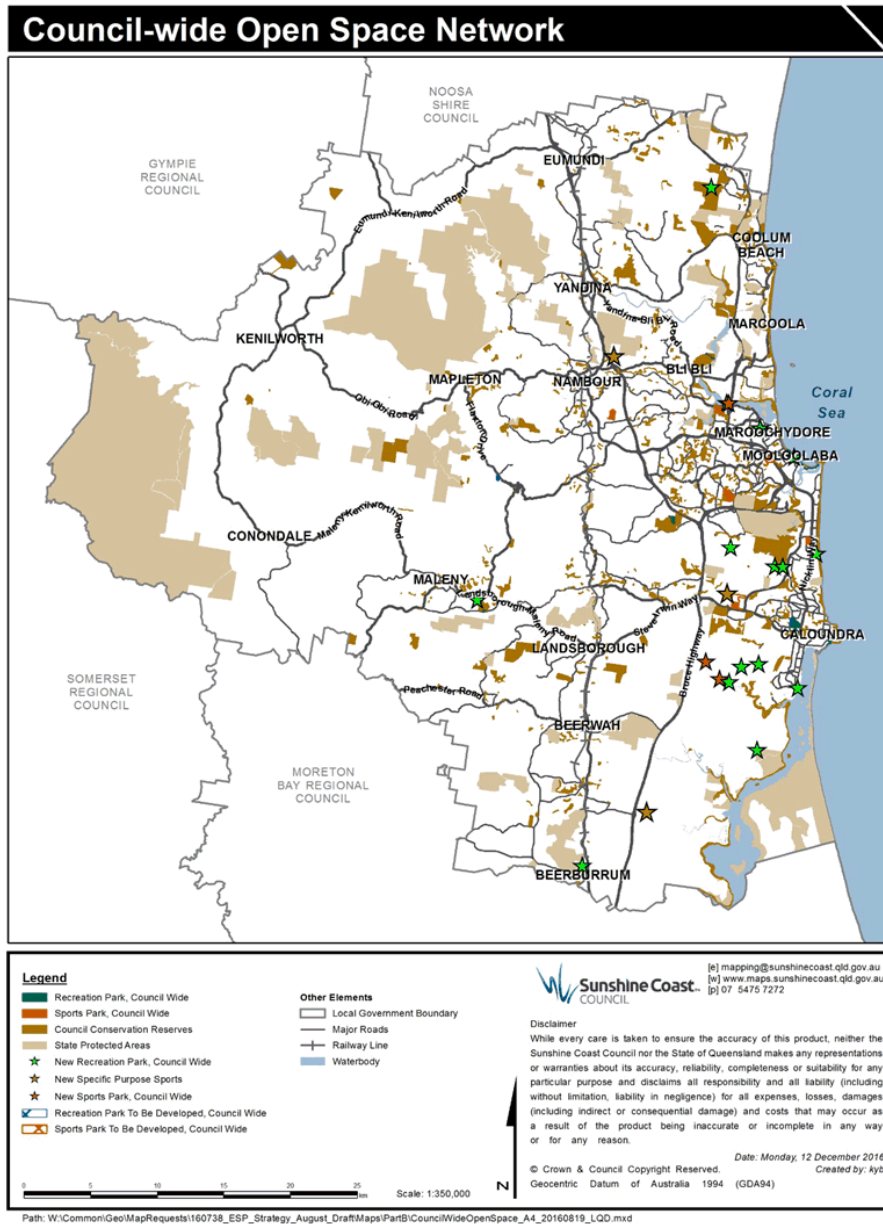 Council-wide Open Space Network
NOOSA
SHIRE
COUNCIL
GYMPIE
REGIONAL
COUNCIL
EUMUNDI
Eumundi Kenilworth Road
COOLUM
BEACH
YANDINA
Yandina-Bli Bli Road
MARCOOLA
KENILWORTH
BLI BLI
MAPLETON
NAMBOUR
Coral
Sea
Obi Obi Road
Flaxton Drive
MAROOCHYDORE
MOOLOOLABA
CONONDALE
Maleny Kenilworth Road
Nicklin Way
MALENY
Landsborough Maleny Road
Steve Irwin Way
CALOUNDRA
LANDSBOROUGH
Bruce Highway
SOMERSET
REGIONAL
COUNCIL
Peachester Road
BEERWAH
MORETON
BAY REGIONAL
COUNCIL
BEERBURRUM
Legend
Recreation Park, Council Wide
Sports Park, Council Wide
Council Conservation Reserves
State Protected Areas
New Recreation Park, Council Wide
New Specific Purpose Sports
New Sports Park, Council Wide
Recreation Park To Be Developed, Council Wide
Sports Park To Be Developed, Council Wide
Other Elements
Local Government Boundary
Major Roads
Railway Line
Waterbody
0 5 10 15 20 25
km
Scale: 1:350,000
N
Sunshine Coast
COUNCIL
[e] mapping@sunshinecoast.qld.gov.au
[w] www.maps.sunshinecoast.qld.gov.au
[p] 07 5475 7272
Disclaimer
While every care is taken to ensure the accuracy of this product, neither the
Sunshine Coast Council nor the State of Queensland makes any representations
or warranties about its accuracy, reliability, completeness or suitability for any
particular purpose and disclaims all responsibility and all liability (including
without limitation, liability in negligence) for all expenses, losses, damages
(including indirect or consequential damage) and costs that may occur as
a result of the product being inaccurate or incomplete in any way
or for any reason.
Date: Monday, 12 December 2016
© Crown & Council Copyright Reserved.
Created by: kyb
Geocentric Datum of Australia 1994 (GDA94)
Path: W:\Common\Geo\MapRequests\160738_ESP_Strategy_August_Draft\Maps\PartB\CouncilWideOpenSpace_A4_20160819_LQD.mxd